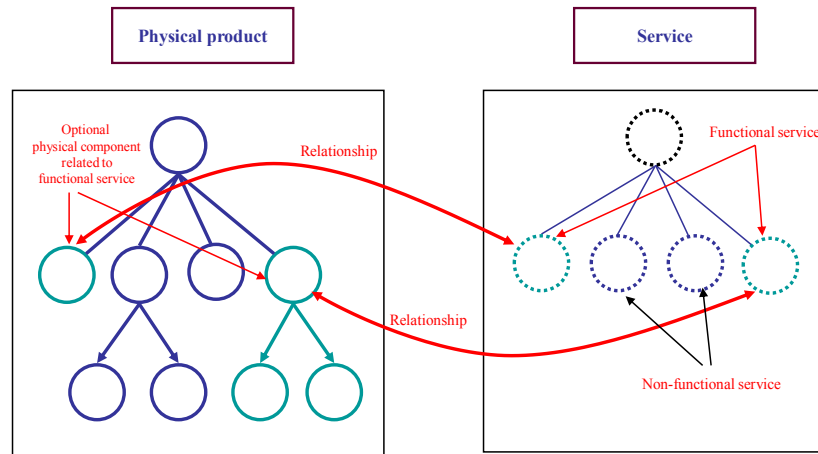 Physical product
Service
Optional
physical component
related to
functional service
Relationship
Functional service
Relationship
Non-functional service